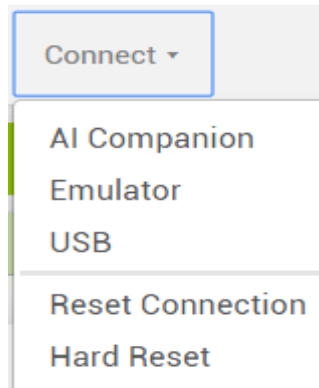 Connect
AI Companion
Emulator
USB
Reset Connection
Hard Reset